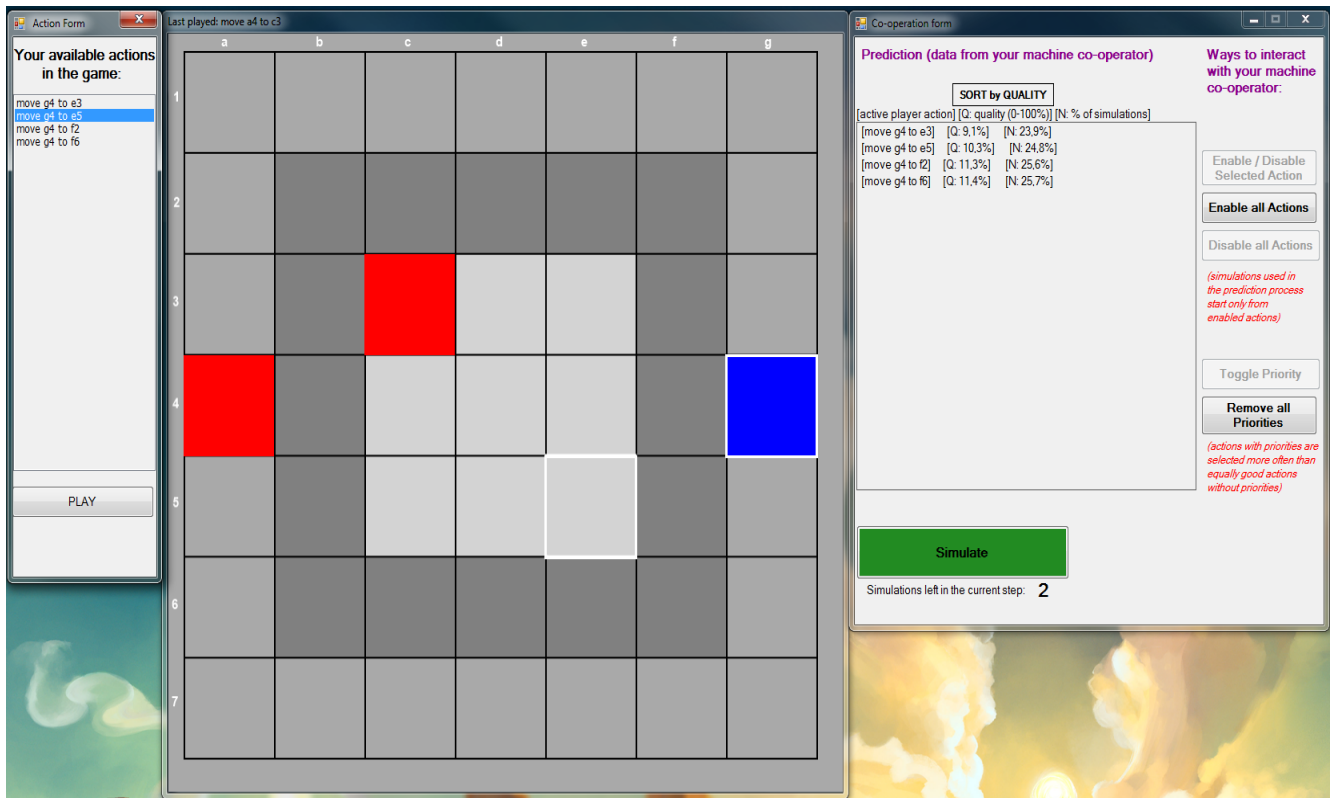 Action Form
Your available actions
in the game:
move g4 to e3
move g4 to e5
move g4 to f2
move g4 to f6
PLAY
Last played: move a4 to c3
a b c d e f g
1
2
3
4
5
6
7
Co-operation form
Prediction (data from your machine co-operator)
SORT by QUALITY
[active player action] [Q: quality (0-100%)] [N: % of simulations]
[move g4 to e3] [Q: 9,1%] [N: 23,9%]
[move g4 to e5] [Q: 10,3%] [N: 24,8%]
[move g4 to f2] [Q: 11,3%] [N: 25,6%]
[move g4 to f6] [Q: 11,4%] [N: 25,7%]
Simulate
Simulations left in the current step: 2
Ways to interact
with your machine
co-operator:
Enable / Disable
Selected Action
Enable all Actions
Disable all Actions
(simulations used in
the prediction process
start only from
enabled actions)
Toggle Priority
Remove all
Priorities
(actions with priorities are
selected more often than
equally good actions
without priorities)